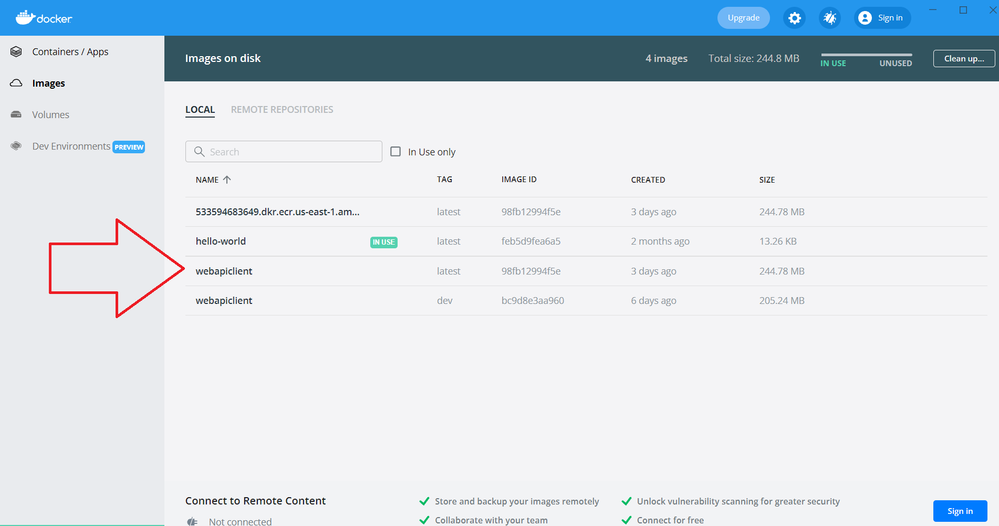 docker
Upgrade
Sign in
Containers / Apps
Images
Volumes
Dev Environments PREVIEW
Images on disk
4 images
Total size: 244.8 MB
IN USE
UNUSED
Clean up...
LOCAL
REMOTE REPOSITORIES
Search
In Use only
NAME TAG IMAGE ID CREATED SIZE
533594683649.dkr.ecr.us-east-1.am... latest 98fb12994f5e 3 days ago 244.78 MB
hello-world IN USE latest feb5d9fea6a5 2 months ago 13.26 KB
webapiclient latest 98fb12994f5e 3 days ago 244.78 MB
webapiclient dev bc9d8e3aa960 6 days ago 205.24 MB
Connect to Remote Content
Not connected
Store and backup your images remotely
Collaborate with your team
Unlock vulnerability scanning for greater security
Connect for free
Sign in